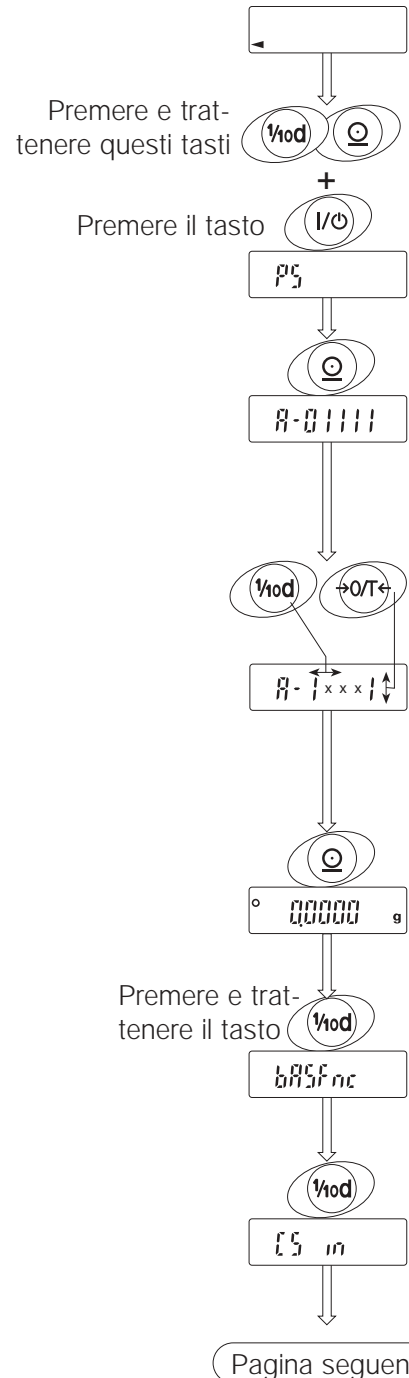 Premere e trat-
tenere questi tasti
1/10d
+
Premere il tasto
I/⏻
PS
A-01111
1/10d →0/T←
A-1xxx1
0.0000 g
Premere e trat-
tenere il tasto
1/10d
bASFnc
1/10d
CS in
Pagina seguen